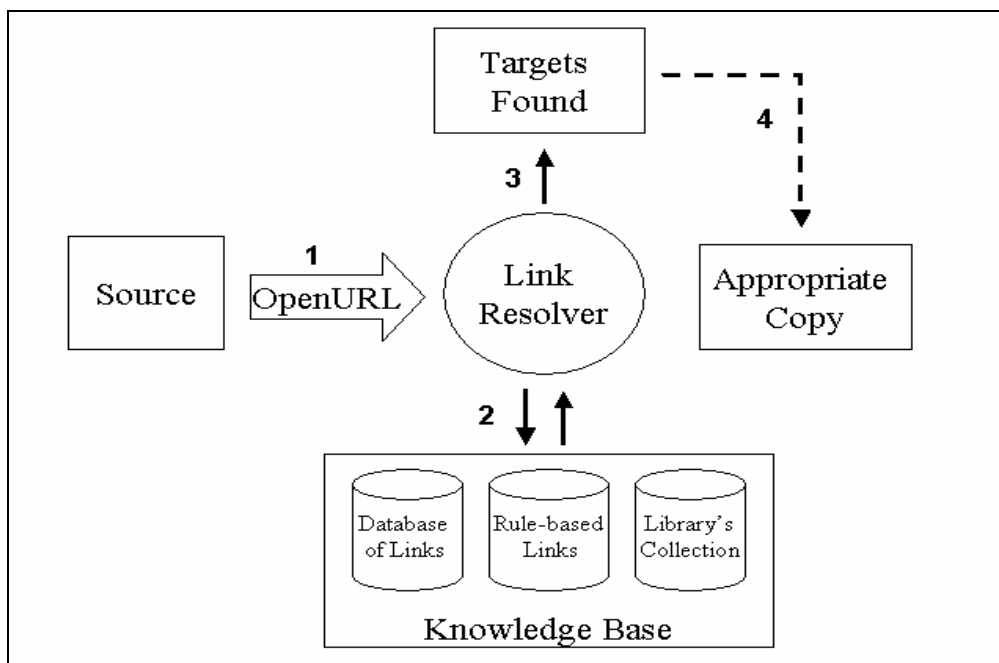 Targets
Found
4
3
1
Source
OpenURL
Link
Resolver
Appropriate
Copy
2
Database
of Links
Rule-based
Links
Library's
Collection
Knowledge Base